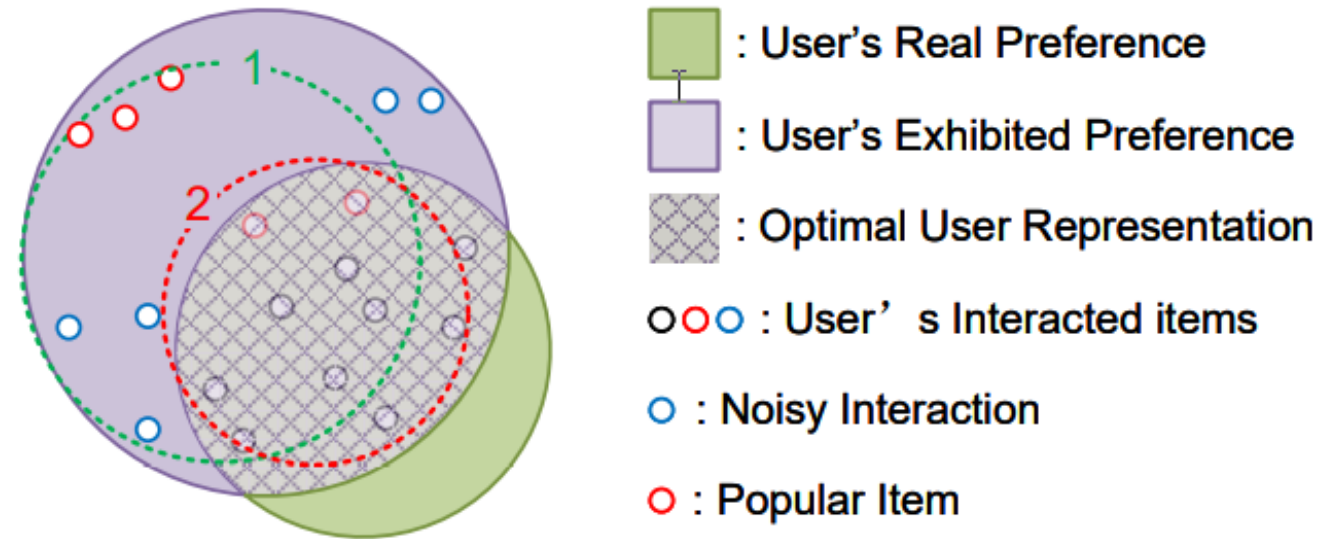 1
2
: User's Real Preference
: User's Exhibited Preference
: Optimal User Representation
: User’ s Interacted items
: Noisy Interaction
: Popular Item